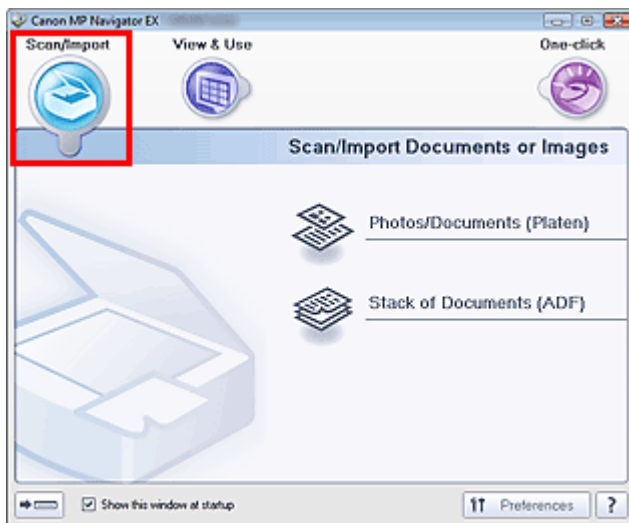 Canon MP Navigator EX
Scan/Import
View & Use
One-click
Scan/Import Documents or Images
Photos/Documents (Platen)
Stack of Documents (ADF)
Show this window at startup
Preferences
?